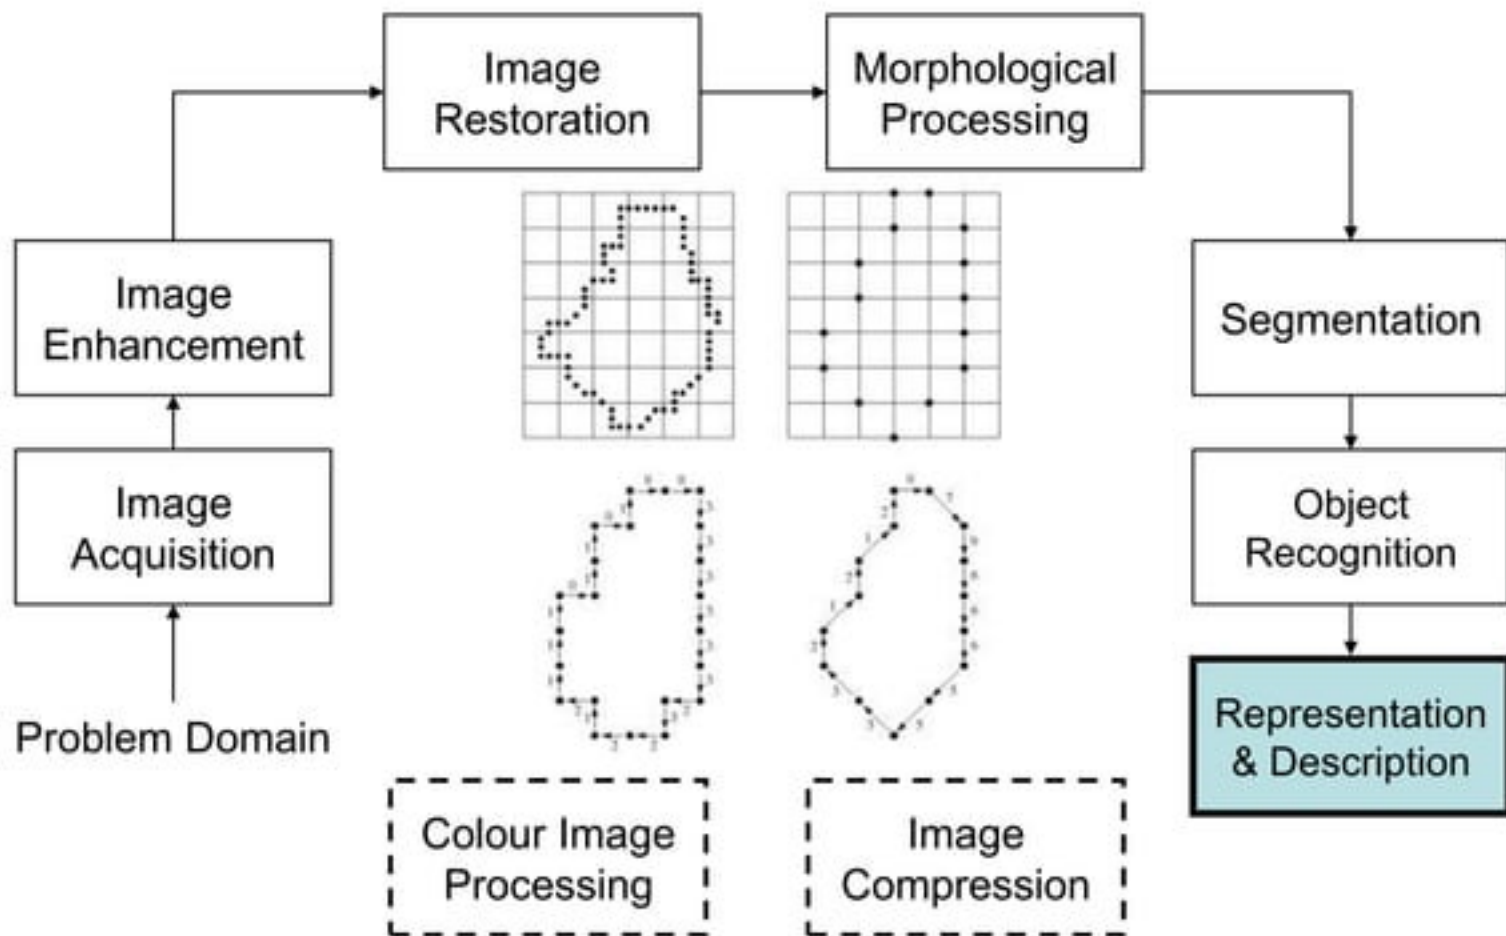 Image
Restoration
Morphological
Processing
Image
Enhancement
Segmentation
Image
Acquisition
Object
Recognition
Problem Domain
Representation
& Description
Colour Image
Processing
Image
Compression